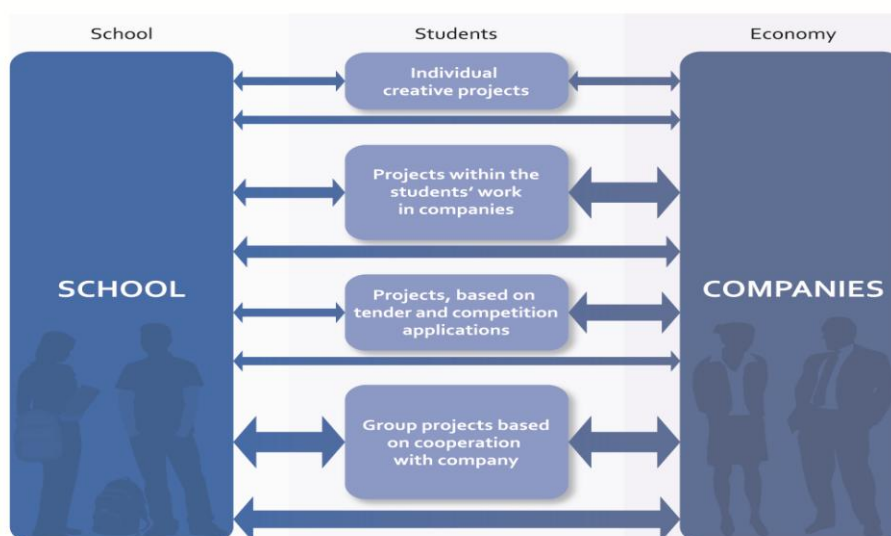 School
Students
Economy
Individual
creative projects
Projects within the
students' work
in companies
SCHOOL
Projects, based on
tender and competition
applications
COMPANIES
Group projects based
on cooperation
with company